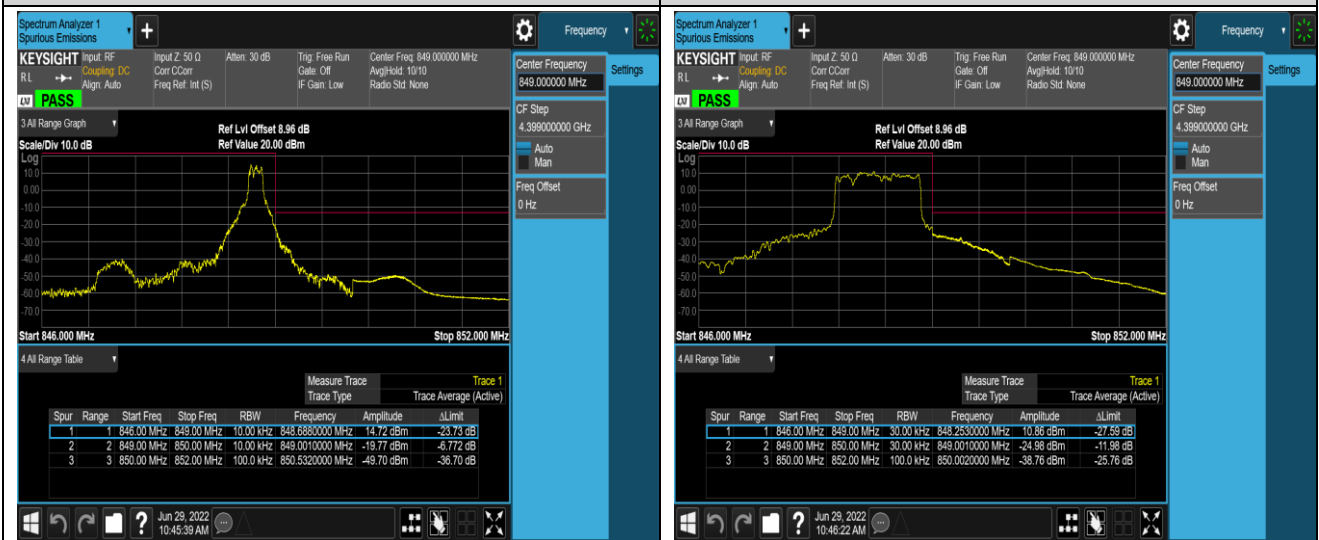 Spectrum Analyzer 1
Spurious Emissions
+
Frequency
KEYSIGHT
Input: RF
Coupling: DC
Align: Auto
Input Z: 50 Ω
Corr CCorr
Freq Ref: Int (S)
Atten: 30 dB
Trig: Free Run
Gate: Off
IF Gain: Low
Center Freq: 849.000000 MHz
Avg|Hold: 10/10
Radio Std: None
RL
LXI
PASS
Center Frequency
849.000000 MHz
Settings
CF Step
4.399000000 GHz
Auto
Man
Freq Offset
0 Hz
3 All Range Graph
Ref Lvl Offset 8.96 dB
Scale/Div 10.0 dB
Ref Value 20.00 dBm
Log
10.0
0.00
-10.0
-20.0
-30.0
-40.0
-50.0
-60.0
-70.0
Start 846.000 MHz
Stop 852.000 MHz
4 All Range Table
Measure Trace Trace 1
Trace Type Trace Average (Active)
Spur Range Start Freq Stop Freq RBW Frequency Amplitude ΔLimit
1 1 846.00 MHz 849.00 MHz 10.00 kHz 848.6880000 MHz 14.72 dBm -23.73 dB
2 2 849.00 MHz 850.00 MHz 10.00 kHz 849.0010000 MHz -19.77 dBm -6.772 dB
3 3 850.00 MHz 852.00 MHz 100.0 kHz 850.5320000 MHz -49.70 dBm -36.70 dB
?
Jun 29, 2022
10:45:39 AM
Spectrum Analyzer 1
Spurious Emissions
+
Frequency
KEYSIGHT
Input: RF
Coupling: DC
Align: Auto
Input Z: 50 Ω
Corr CCorr
Freq Ref: Int (S)
Atten: 30 dB
Trig: Free Run
Gate: Off
IF Gain: Low
Center Freq: 849.000000 MHz
Avg|Hold: 10/10
Radio Std: None
RL
LXI
PASS
Center Frequency
849.000000 MHz
Settings
CF Step
4.399000000 GHz
Auto
Man
Freq Offset
0 Hz
3 All Range Graph
Ref Lvl Offset 8.96 dB
Scale/Div 10.0 dB
Ref Value 20.00 dBm
Log
10.0
0.00
-10.0
-20.0
-30.0
-40.0
-50.0
-60.0
-70.0
Start 846.000 MHz
Stop 852.000 MHz
4 All Range Table
Measure Trace Trace 1
Trace Type Trace Average (Active)
Spur Range Start Freq Stop Freq RBW Frequency Amplitude ΔLimit
1 1 846.00 MHz 849.00 MHz 30.00 kHz 848.2530000 MHz 10.86 dBm -27.59 dB
2 2 849.00 MHz 850.00 MHz 30.00 kHz 849.0010000 MHz -24.98 dBm -11.98 dB
3 3 850.00 MHz 852.00 MHz 100.0 kHz 850.0020000 MHz -38.76 dBm -25.76 dB
?
Jun 29, 2022
10:46:22 AM